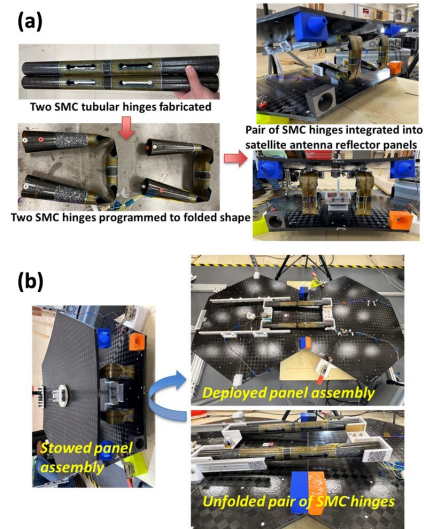 (a)
Two SMC tubular hinges fabricated
Two SMC hinges programmed to folded shape
Pair of SMC hinges integrated into
satellite antenna reflector panels
(b)
Stowed panel
assembly
Deployed panel assembly
Unfolded pair of SMC hinges